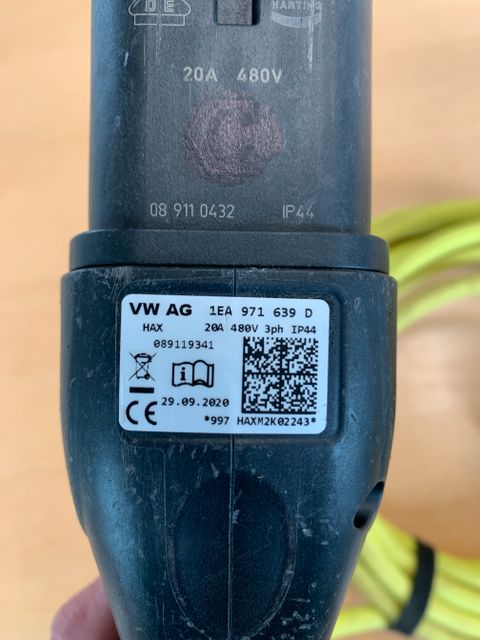 DE
HARTING
20A 480V
08 911 0432 IP44
VW AG 1EA 971 639 D
HAX 20A 480V 3ph IP44
089119341
29.09.2020
*997 HAXM2K02243*
CE